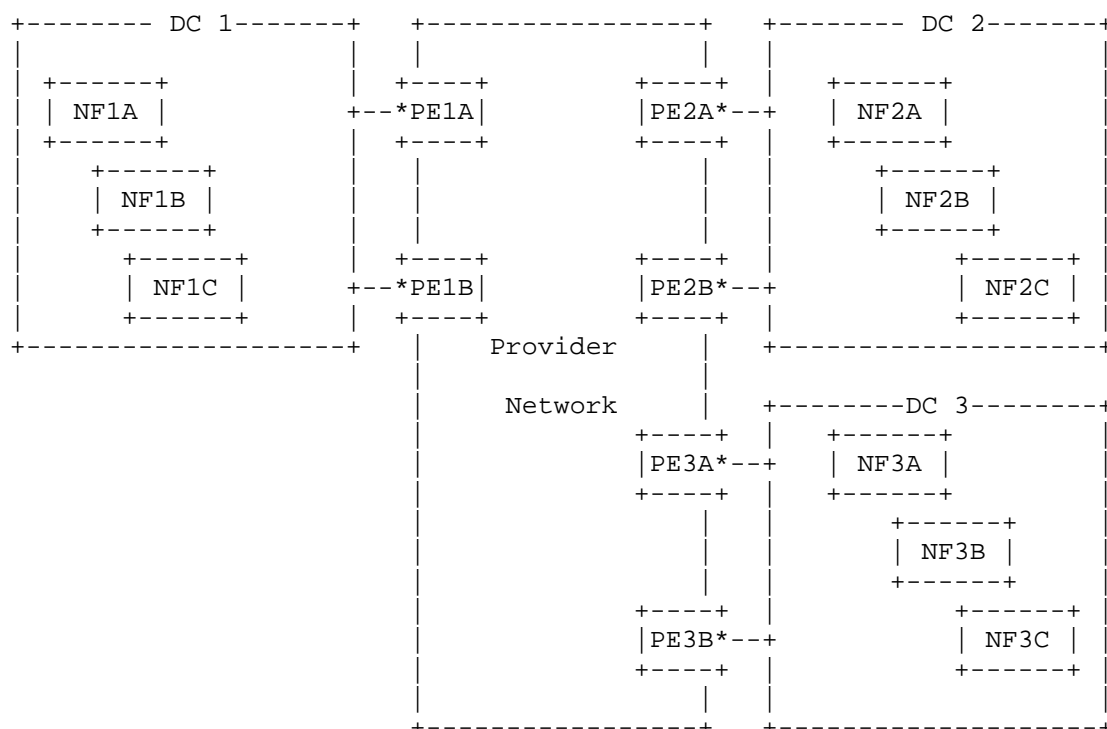 DC 1 DC 2
NF1A *PE1A PE2A* NF2A
NF1B NF2B
NF1C *PE1B PE2B* NF2C
Provider
Network DC 3
PE3A* NF3A
NF3B
PE3B* NF3C